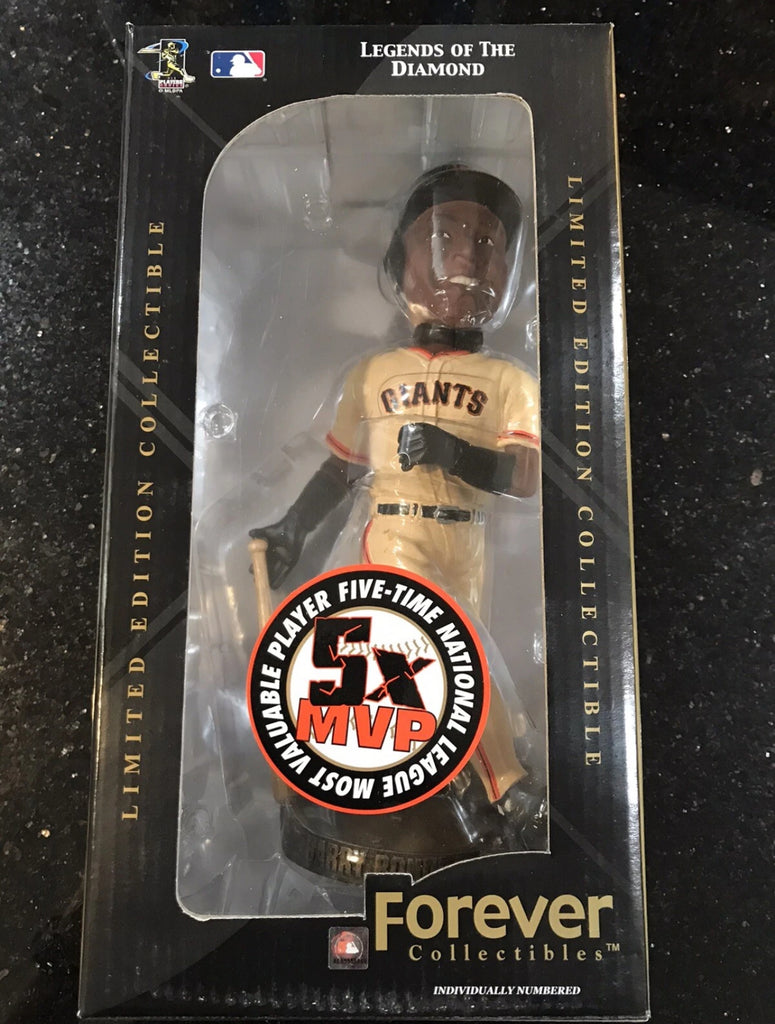 LEGENDS OF THE
DIAMOND
LIMITED EDITION COLLECTIBLE
LIMITED EDITION COLLECTIBLE
GIANTS
FIVE-TIME NATIONAL LEAGUE MOST VALUABLE PLAYER
5x
MVP
Forever
Collectibles™
INDIVIDUALLY NUMBERED